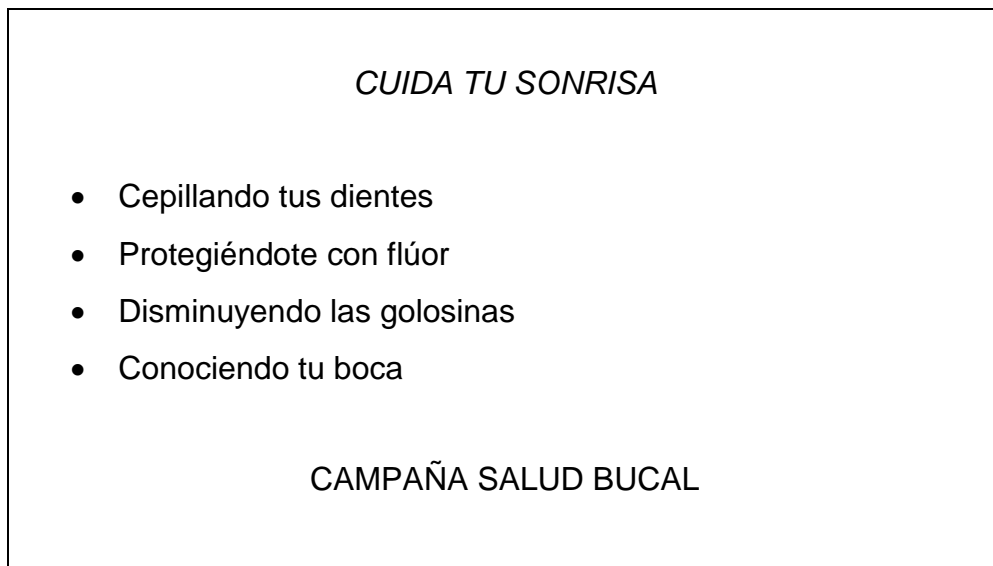 CUIDA TU SONRISA
• Cepillando tus dientes
• Protegiéndote con flúor
• Disminuyendo las golosinas
• Conociendo tu boca
CAMPAÑA SALUD BUCAL